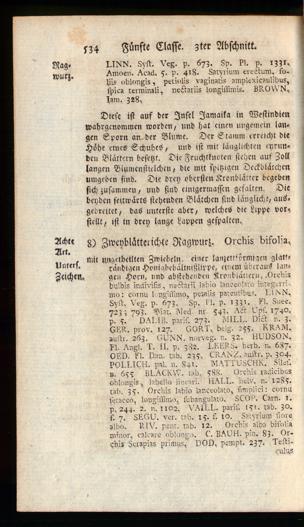 534 Fünfte Classe. 3ter Abschnitt.
Rag-
wurz.
LINN. Syst. Veg. p. 673. Sp. Pl. p. 1331.
Amoen. Acad. 5. p. 418. Satyrium erectum, fo-
liis oblongis, petiolis vaginatis amplexicaulibus,
spica terminali, nectariis longissimis. BROWN.
Iam. 328.
Diese ist auf der Insel Jamaika in Westindien
wahrgenommen worden, und hat einen ungemein lan-
gen Sporn an der Blume. Der Stamm erreicht die
Höhe eines Schuhes, und ist mit länglichten eyrun-
den Blättern besetzt. Die Fruchtknoten stehen auf Zoll
langen Blumenstielchen, die mit spitzigen Deckblättchen
umgeben sind. Die drey obersten Kronblätter begeben
sich zusammen, und sind einigermassen gefalten. Die
beyden seitwärts stehenden Blätchen sind länglicht, aus-
gebreitet, das unterste aber, welches die Lippe vor-
stellt, ist in drey lange Lappen gespalten.
Achte
Art.
Unters.
Zeichen.
8) Zweyblätterichte Ragwurz. Orchis bifolia,
mit ungetheilten Zwiebeln, einer lanzettförmigen glatt-
rändigen Honigbehältnißlippe, einem überaus lan-
gen Horn, und abstehenden Kronblättern, Orchis
bulbis indivisis, nectarii labio lanceolato integerri-
mo: cornu longissimo, petalis patentibus. LINN.
Syst. Veg. p. 673. Sp. Pl. p. 1331. Fl. Suec.
723 793. Mat. Med. nr. 543. Act. Ups. 1740.
p. 5. DALIB. paris. 273. MILL. Dict. n. 3.
GER. prov. 127. GORT. belg. 255. KRAM.
austr. 263. GUNN. norveg. n. 32. HUDSON.
Fl. Angl. T. II. p. 382. LEERS. herb. n. 687.
OED. Fl. Dan. tab. 235. CRANZ. austr. p. 304.
POLLICH. pal. n. 841. MATTUSCHK. Siles.
n. 655 BLACKW. tab. 588. Orchis radicibus
oblongis, labello lineari. HALL. helv. n. 1285.
tab. 35. Orchis labio lanceolato, simplici: cornu
setaceo, longissimo, subangulato. SCOP. Carn. 1.
p. 244. 2. n. 1102. VAILL. paris. 151. tab. 30.
f. 7. SEGU. ver. tab. 15. f. 10. Satyrium flore
albo. RIV. pent. tab. 12. Orchis albo bifolia
minor, calcare oblongo. C. BAUH. pin. 83. Or-
chis Serapias primus, DOD. pempt. 237. Testi-
culus